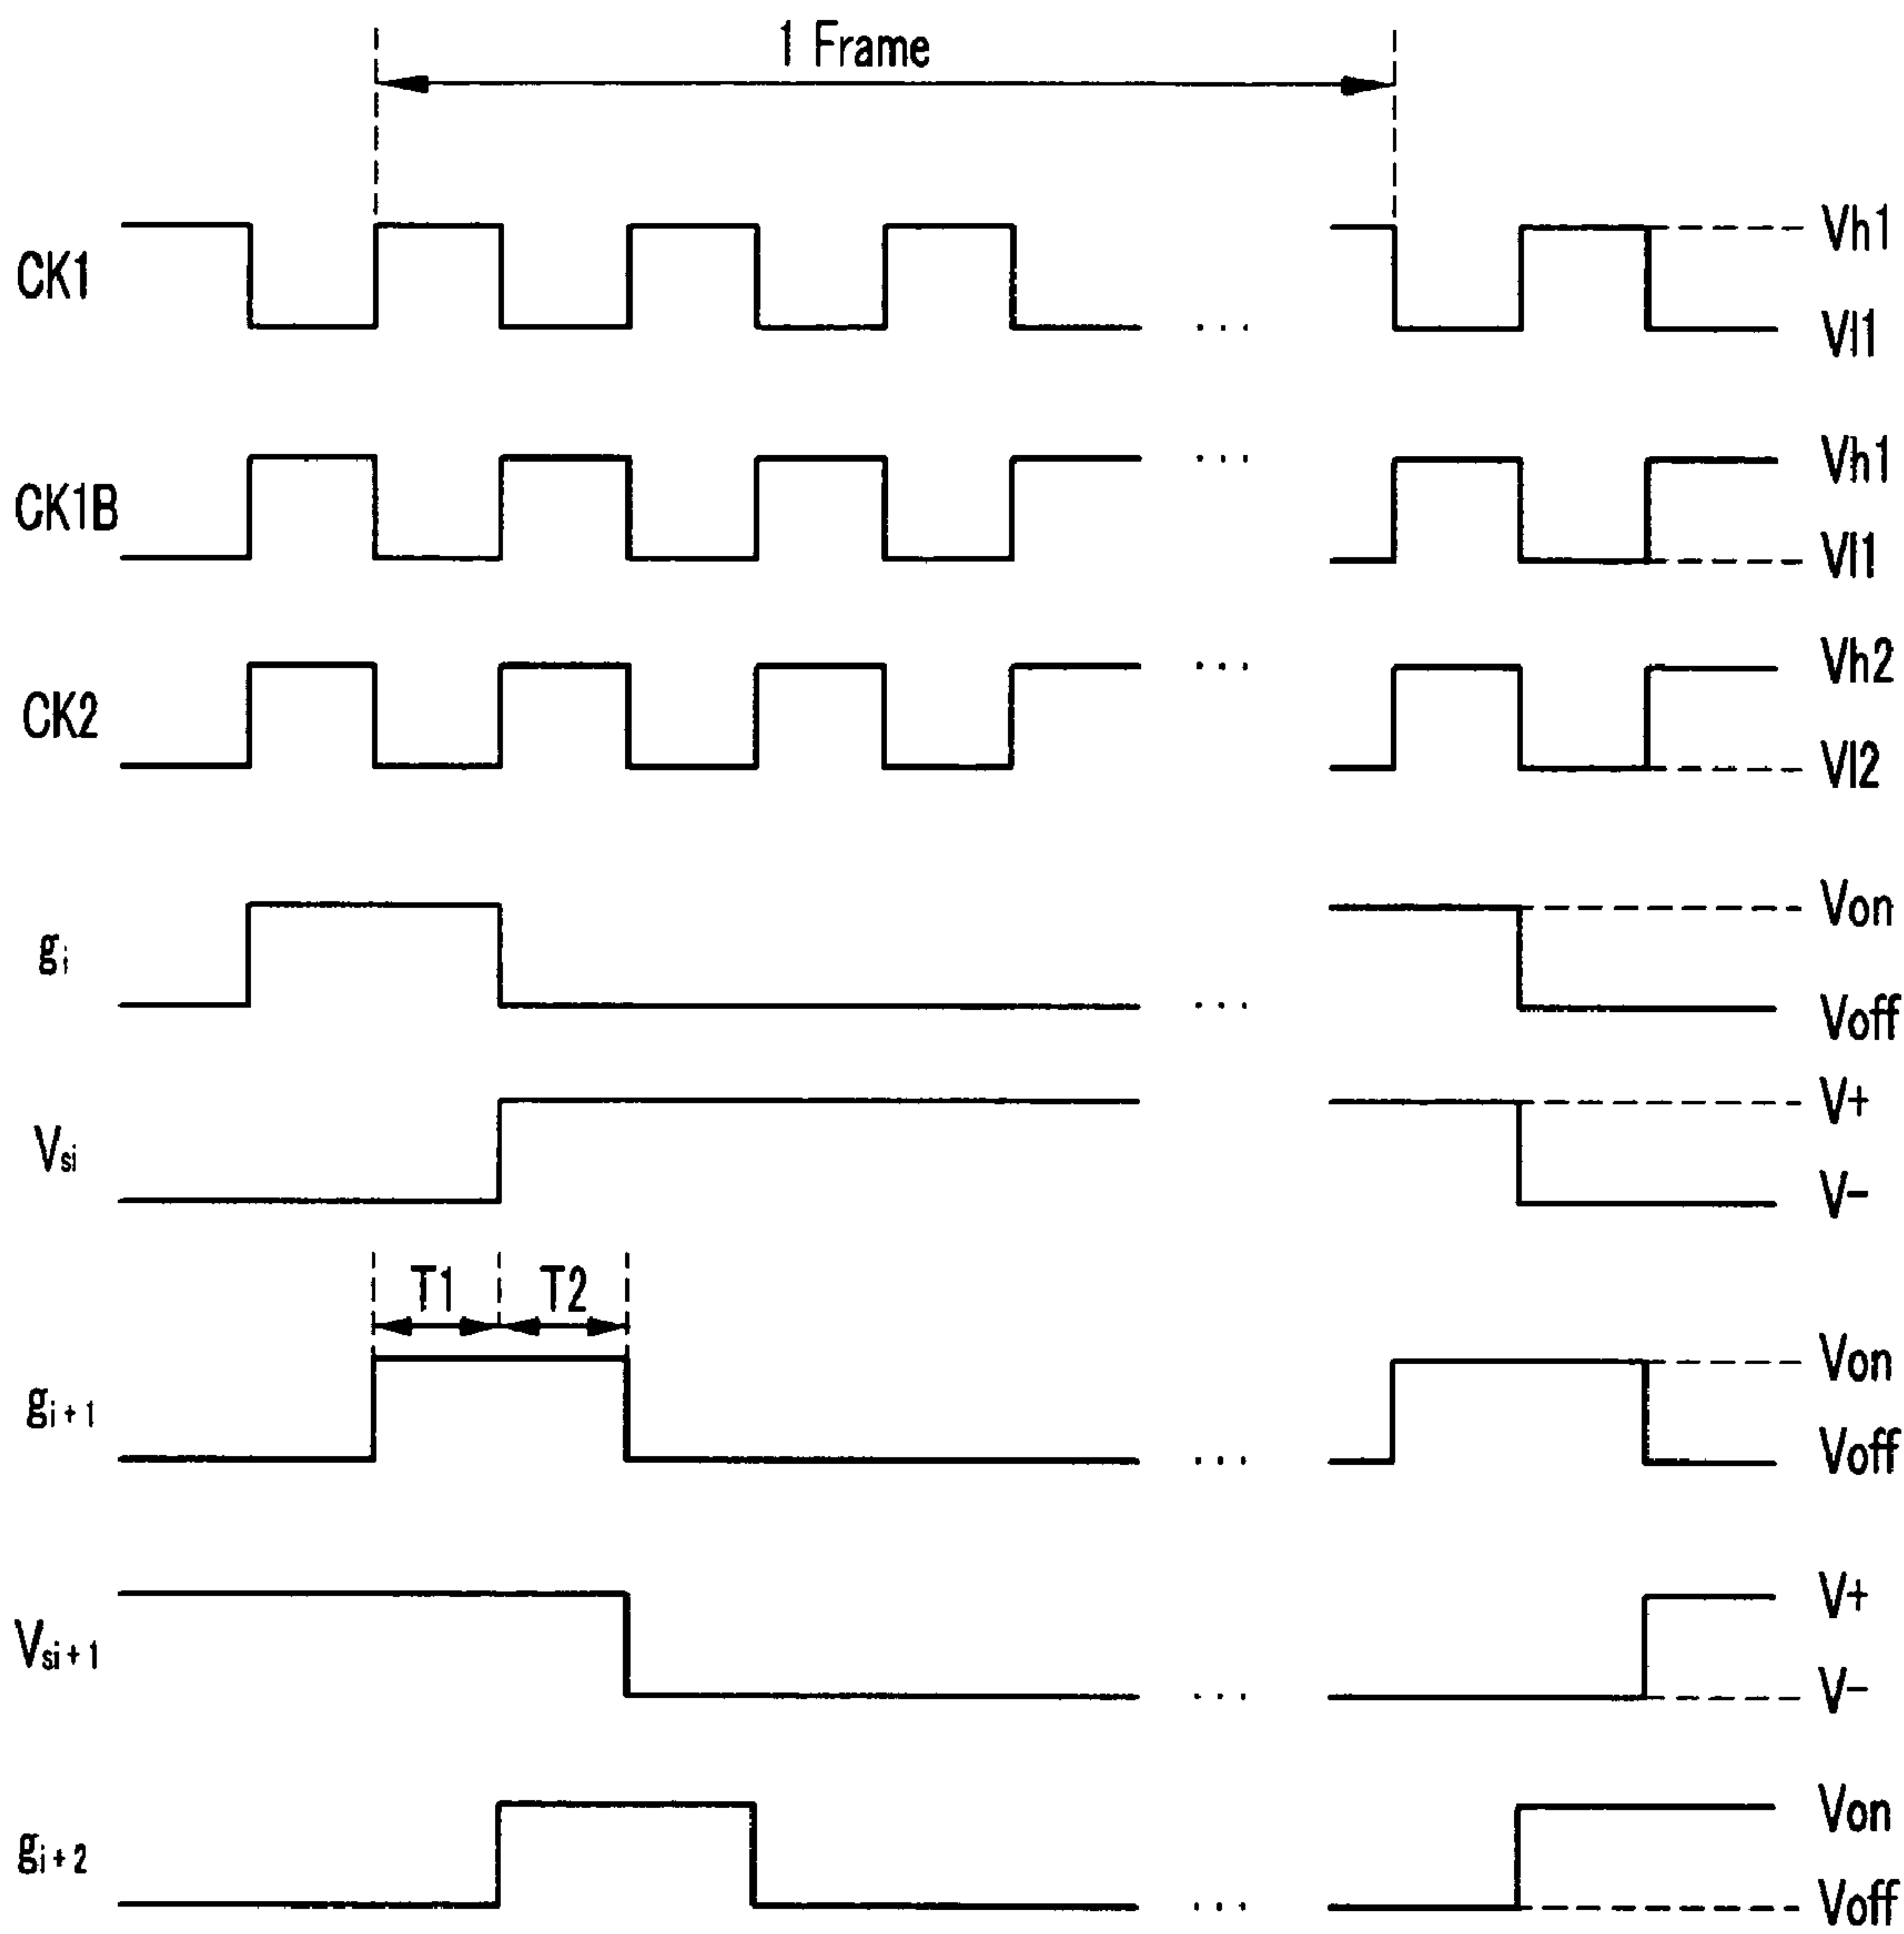 1 Frame
CK1
Vh1
Vl1
CK1B
Vh1
Vl1
CK2
Vh2
Vl2
gi
Von
Voff
Vsi
V+
V-
T1 T2
gi+1
Von
Voff
Vsi+1
V+
V-
gi+2
Von
Voff